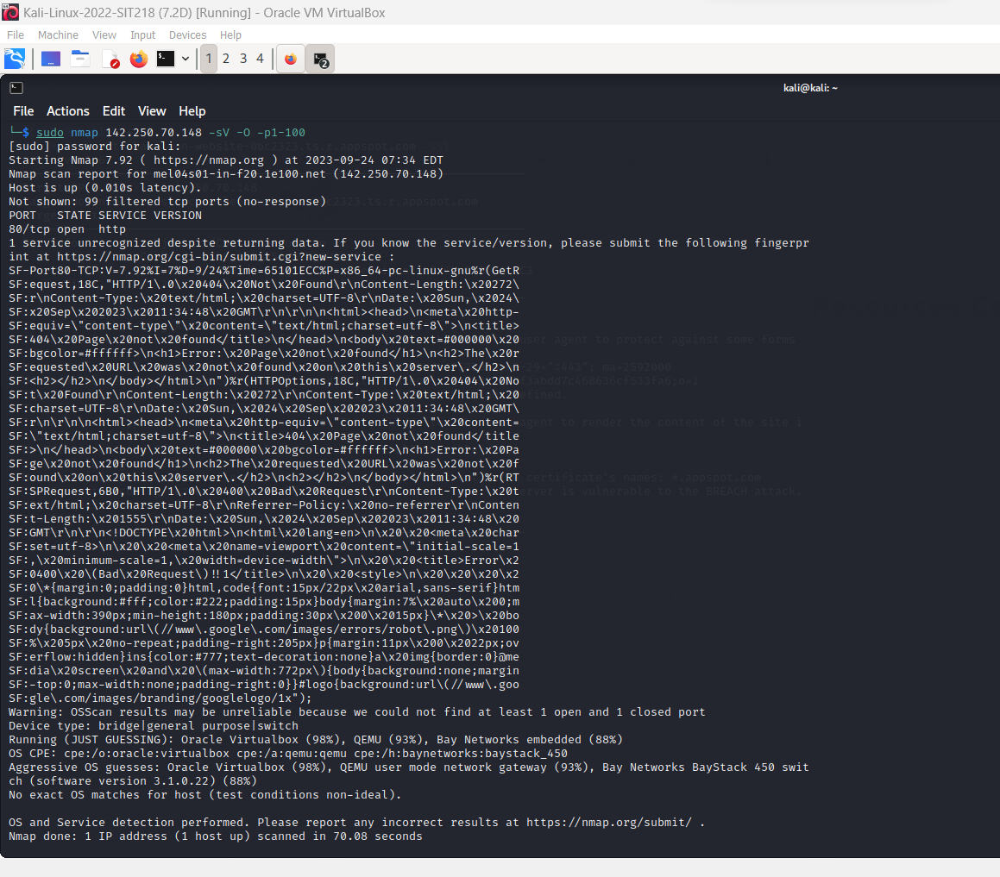 Kali-Linux-2022-SIT218 (7.2D) [Running] - Oracle VM VirtualBox
File Machine View Input Devices Help
1 2 3 4 2
kali@kali: ~
File Actions Edit View Help
└─$ sudo nmap 142.250.70.148 -sV -O -p1-100
[sudo] password for kali:
Starting Nmap 7.92 ( https://nmap.org ) at 2023-09-24 07:34 EDT
Nmap scan report for mel04s01-in-f20.1e100.net (142.250.70.148)
Host is up (0.010s latency).
Not shown: 99 filtered tcp ports (no-response)
PORT   STATE SERVICE VERSION
80/tcp open  http
1 service unrecognized despite returning data. If you know the service/version, please submit the following fingerpr
int at https://nmap.org/cgi-bin/submit.cgi?new-service :
SF-Port80-TCP:V=7.92%I=7%D=9/24%Time=65101ECC%P=x86_64-pc-linux-gnu%r(GetR
SF:equest,18C,"HTTP/1\.0\x20404\x20Not\x20Found\r\nContent-Length:\x20272\
SF:r\nContent-Type:\x20text/html;\x20charset=UTF-8\r\nDate:\x20Sun,\x2024\
SF:x20Sep\x202023\x2011:34:48\x20GMT\r\n\r\n\n<html><head>\n<meta\x20http-
SF:equiv=\"content-type\"\x20content=\"text/html;charset=utf-8\">\n<title>
SF:404\x20Page\x20not\x20found</title>\n</head>\n<body\x20text=#000000\x20
SF:bgcolor=#ffffff>\n<h1>Error:\x20Page\x20not\x20found</h1>\n<h2>The\x20r
SF:equested\x20URL\x20was\x20not\x20found\x20on\x20this\x20server\.</h2>\n
SF:<h2></h2>\n</body></html>\n")%r(HTTPOptions,18C,"HTTP/1\.0\x20404\x20No
SF:t\x20Found\r\nContent-Length:\x20272\r\nContent-Type:\x20text/html;\x20
SF:charset=UTF-8\r\nDate:\x20Sun,\x2024\x20Sep\x202023\x2011:34:48\x20GMT\
SF:r\n\r\n\n<html><head>\n<meta\x20http-equiv=\"content-type\"\x20content=
SF:\"text/html;charset=utf-8\">\n<title>404\x20Page\x20not\x20found</title
SF:>\n</head>\n<body\x20text=#000000\x20bgcolor=#ffffff>\n<h1>Error:\x20Pa
SF:ge\x20not\x20found</h1>\n<h2>The\x20requested\x20URL\x20was\x20not\x20f
SF:ound\x20on\x20this\x20server\.</h2>\n<h2></h2>\n</body></html>\n")%r(RT
SF:SPRequest,6B0,"HTTP/1\.0\x20400\x20Bad\x20Request\r\nContent-Type:\x20t
SF:ext/html;\x20charset=UTF-8\r\nReferrer-Policy:\x20no-referrer\r\nConten
SF:t-Length:\x201555\r\nDate:\x20Sun,\x2024\x20Sep\x202023\x2011:34:48\x20
SF:GMT\r\n\r\n<!DOCTYPE\x20html>\n<html\x20lang=en>\n\x20\x20<meta\x20char
SF:set=utf-8>\n\x20\x20<meta\x20name=viewport\x20content=\"initial-scale=1
SF:,\x20minimum-scale=1,\x20width=device-width\">\n\x20\x20<title>Error\x2
SF:0400\x20\(Bad\x20Request\)!!1</title>\n\x20\x20<style>\n\x20\x20\x20\x2
SF:0\*{margin:0;padding:0}html,code{font:15px/22px\x20arial,sans-serif}htm
SF:l{background:#fff;color:#222;padding:15px}body{margin:7%\x20auto\x200;m
SF:ax-width:390px;min-height:180px;padding:30px\x200\x2015px}\*\x20>\x20bo
SF:dy{background:url\(//www\.google\.com/images/errors/robot\.png\)\x20100
SF:%\x205px\x20no-repeat;padding-right:205px}p{margin:11px\x200\x2022px;ov
SF:erflow:hidden}ins{color:#777;text-decoration:none}a\x20img{border:0}@me
SF:dia\x20screen\x20and\x20\(max-width:772px\){body{background:none;margin
SF:-top:0;max-width:none;padding-right:0}}#logo{background:url\(//www\.goo
SF:gle\.com/images/branding/googlelogo/1x");
Warning: OSScan results may be unreliable because we could not find at least 1 open and 1 closed port
Device type: bridge|general purpose|switch
Running (JUST GUESSING): Oracle Virtualbox (98%), QEMU (93%), Bay Networks embedded (88%)
OS CPE: cpe:/o:oracle:virtualbox cpe:/a:qemu:qemu cpe:/h:baynetworks:baystack_450
Aggressive OS guesses: Oracle Virtualbox (98%), QEMU user mode network gateway (93%), Bay Networks BayStack 450 swit
ch (software version 3.1.0.22) (88%)
No exact OS matches for host (test conditions non-ideal).
OS and Service detection performed. Please report any incorrect results at https://nmap.org/submit/ .
Nmap done: 1 IP address (1 host up) scanned in 70.08 seconds